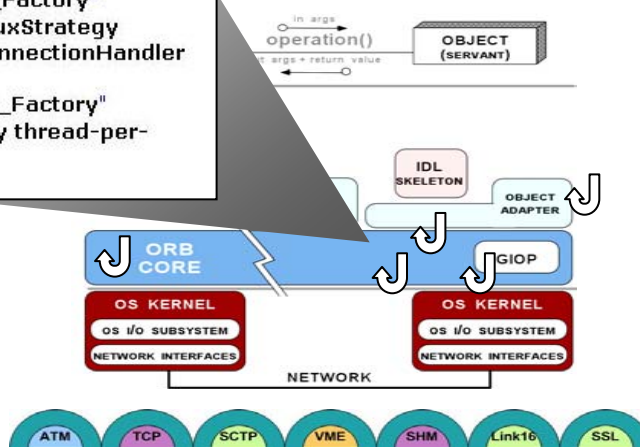 _Factory"
uxStrategy
nnectionHandler
_Factory"
y thread-per-
in args
operation()
args + return value
OBJECT
(SERVANT)
IDL
SKELETON
OBJECT
ADAPTER
ORB
CORE
GIOP
OS KERNEL
OS I/O SUBSYSTEM
NETWORK INTERFACES
OS KERNEL
OS I/O SUBSYSTEM
NETWORK INTERFACES
NETWORK
ATM
TCP
SCTP
VME
SHM
Link16
SSL